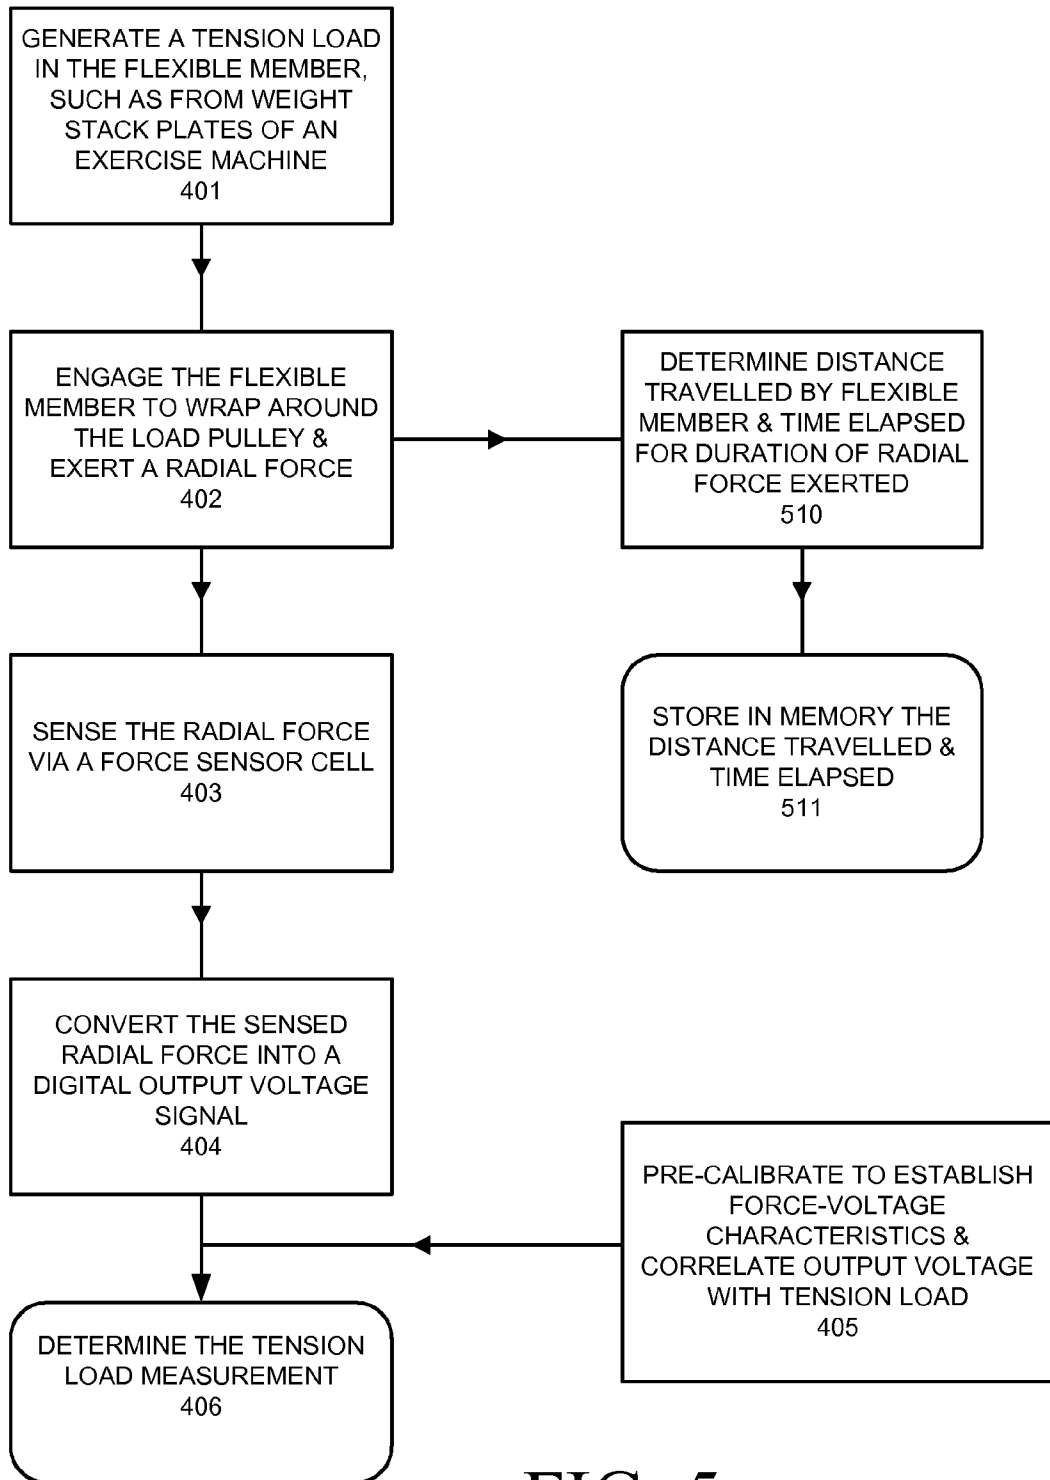 GENERATE A TENSION LOAD
IN THE FLEXIBLE MEMBER,
SUCH AS FROM WEIGHT
STACK PLATES OF AN
EXERCISE MACHINE
401
ENGAGE THE FLEXIBLE
MEMBER TO WRAP AROUND
THE LOAD PULLEY &
EXERT A RADIAL FORCE
402
DETERMINE DISTANCE
TRAVELLED BY FLEXIBLE
MEMBER & TIME ELAPSED
FOR DURATION OF RADIAL
FORCE EXERTED
510
SENSE THE RADIAL FORCE
VIA A FORCE SENSOR CELL
403
STORE IN MEMORY THE
DISTANCE TRAVELLED &
TIME ELAPSED
511
CONVERT THE SENSED
RADIAL FORCE INTO A
DIGITAL OUTPUT VOLTAGE
SIGNAL
404
PRE-CALIBRATE TO ESTABLISH
FORCE-VOLTAGE
CHARACTERISTICS &
CORRELATE OUTPUT VOLTAGE
WITH TENSION LOAD
405
DETERMINE THE TENSION
LOAD MEASUREMENT
406
FIG. 5